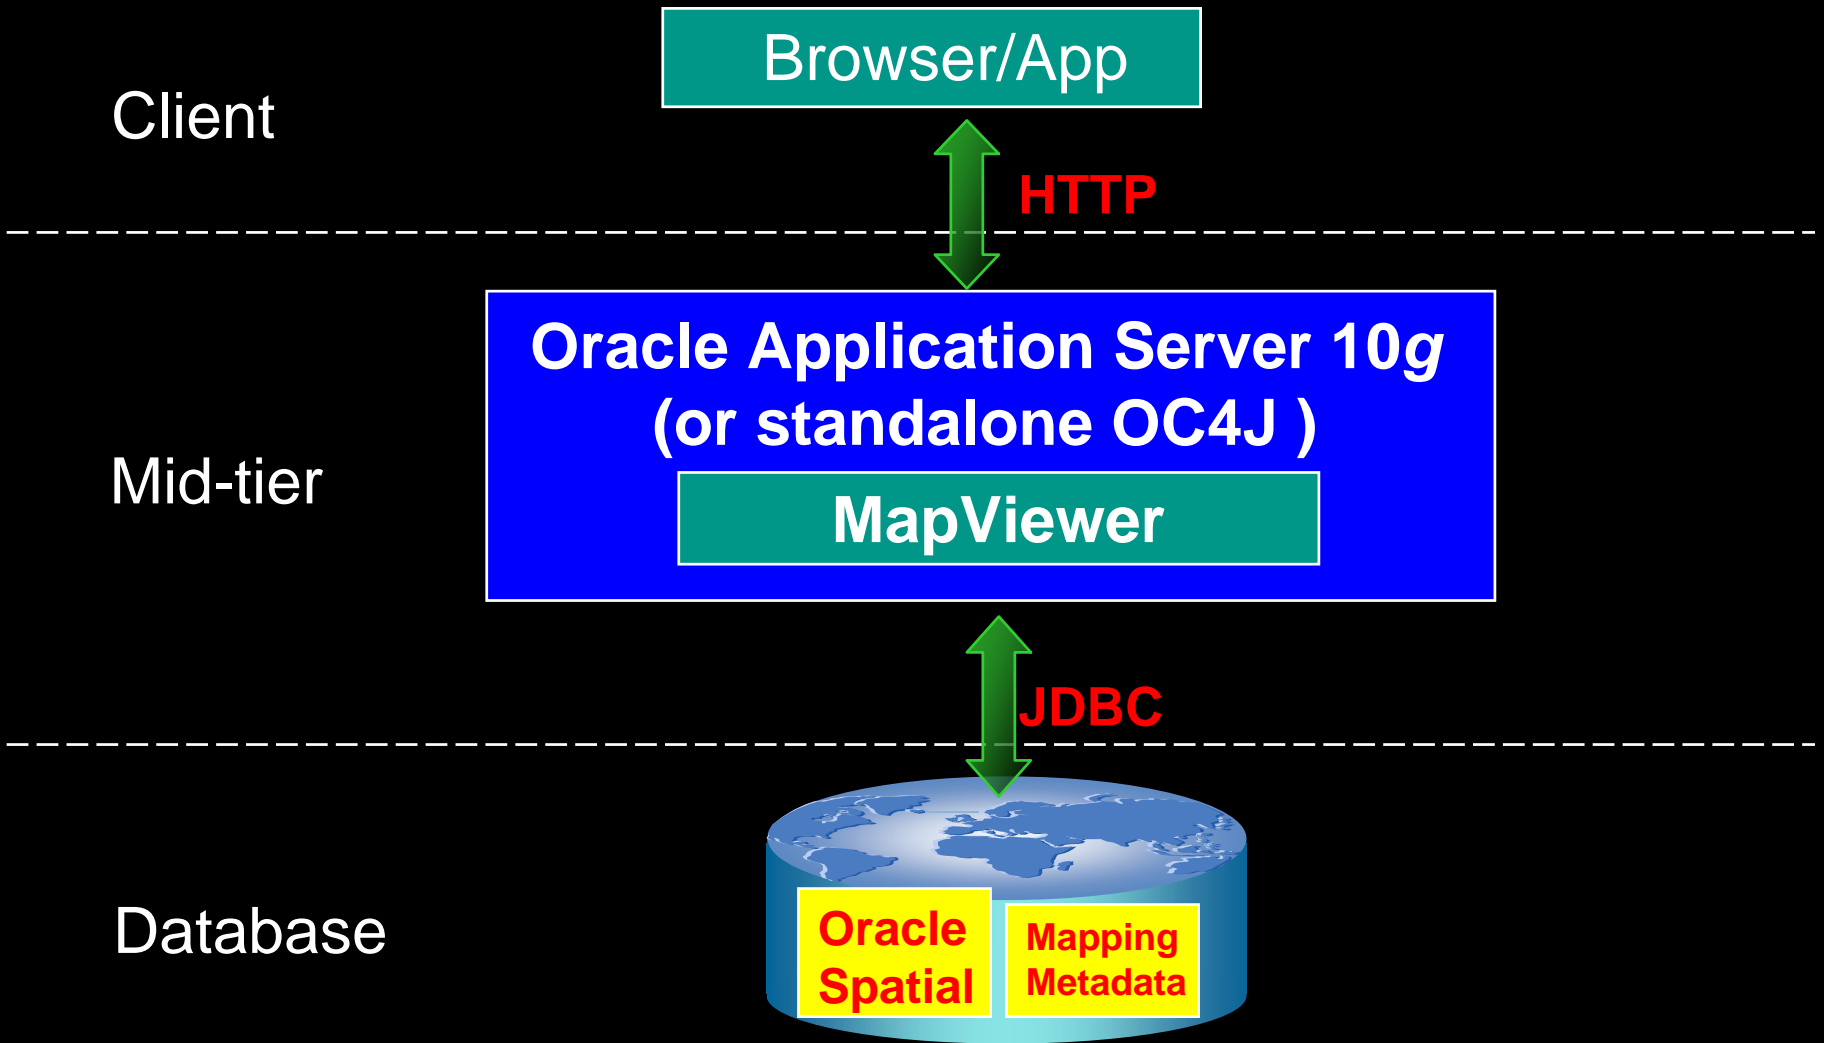 Browser/App
Client
HTTP
Oracle Application Server 10g
(or standalone OC4J )
Mid-tier
MapViewer
JDBC
Database
Oracle
Spatial
Mapping
Metadata